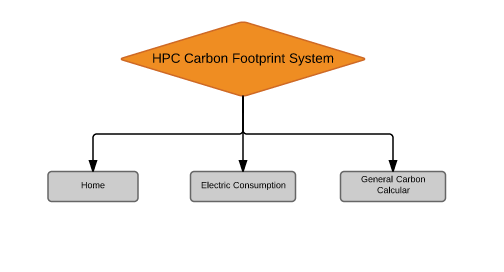 HPC Carbon Footprint System
Home
Electric Consumption
General Carbon
Calcular